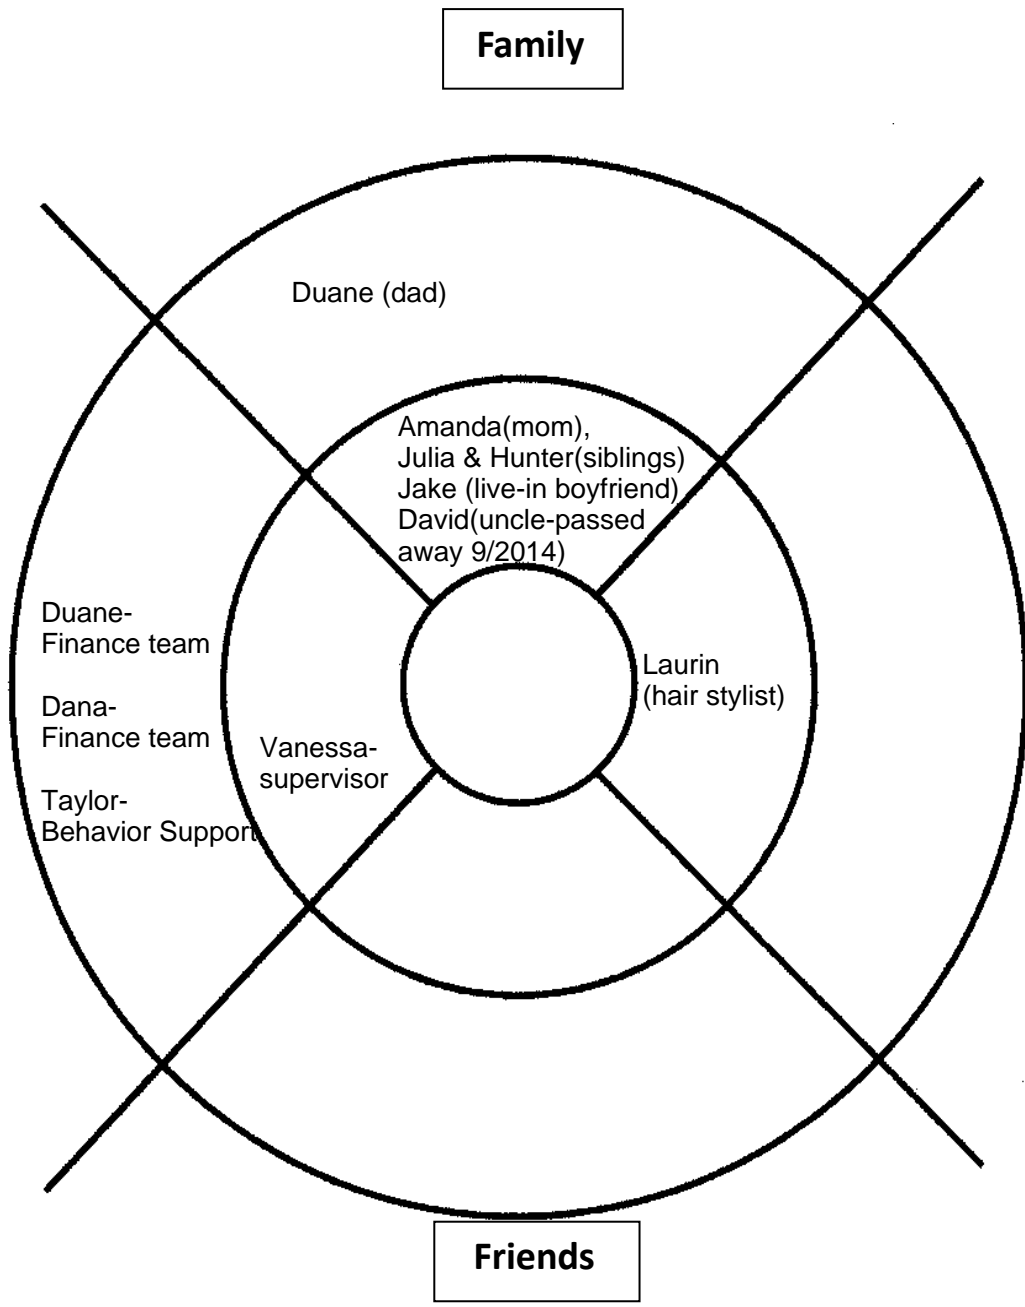 Family
Duane (dad)
Amanda(mom),
Julia & Hunter(siblings)
Jake (live-in boyfriend)
David(uncle-passed
away 9/2014)
Duane-
Finance team
Dana-
Finance team
Taylor-
Behavior Support
Vanessa-
supervisor
Laurin
(hair stylist)
Friends